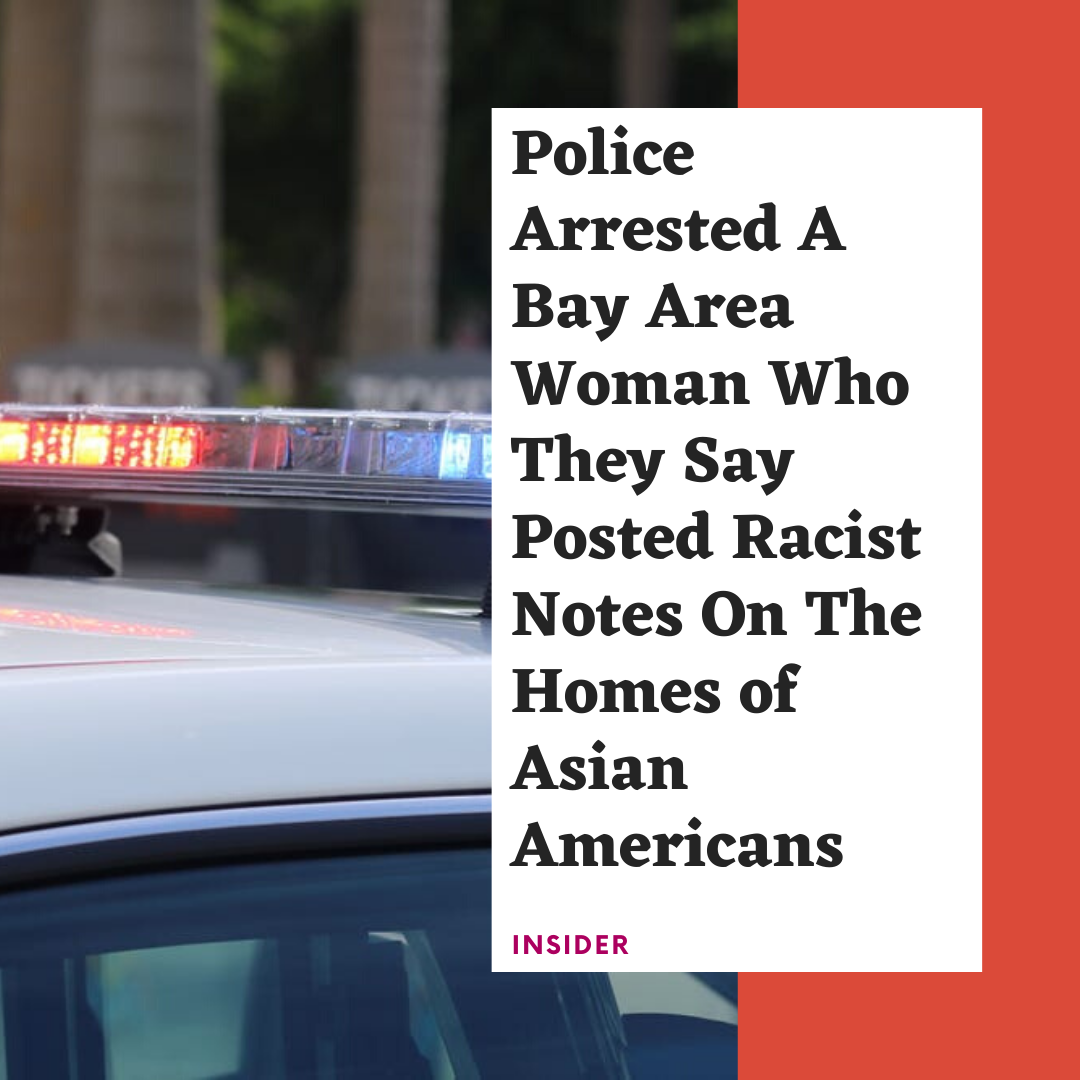 Police
Arrested A
Bay Area
Woman Who
They Say
Posted Racist
Notes On The
Homes of
Asian
Americans
INSIDER